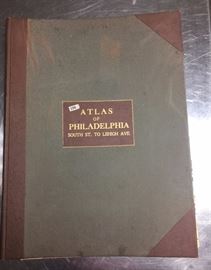 ATLAS
OF
PHILADELPHIA
SOUTH ST. TO LEHIGH AVE.